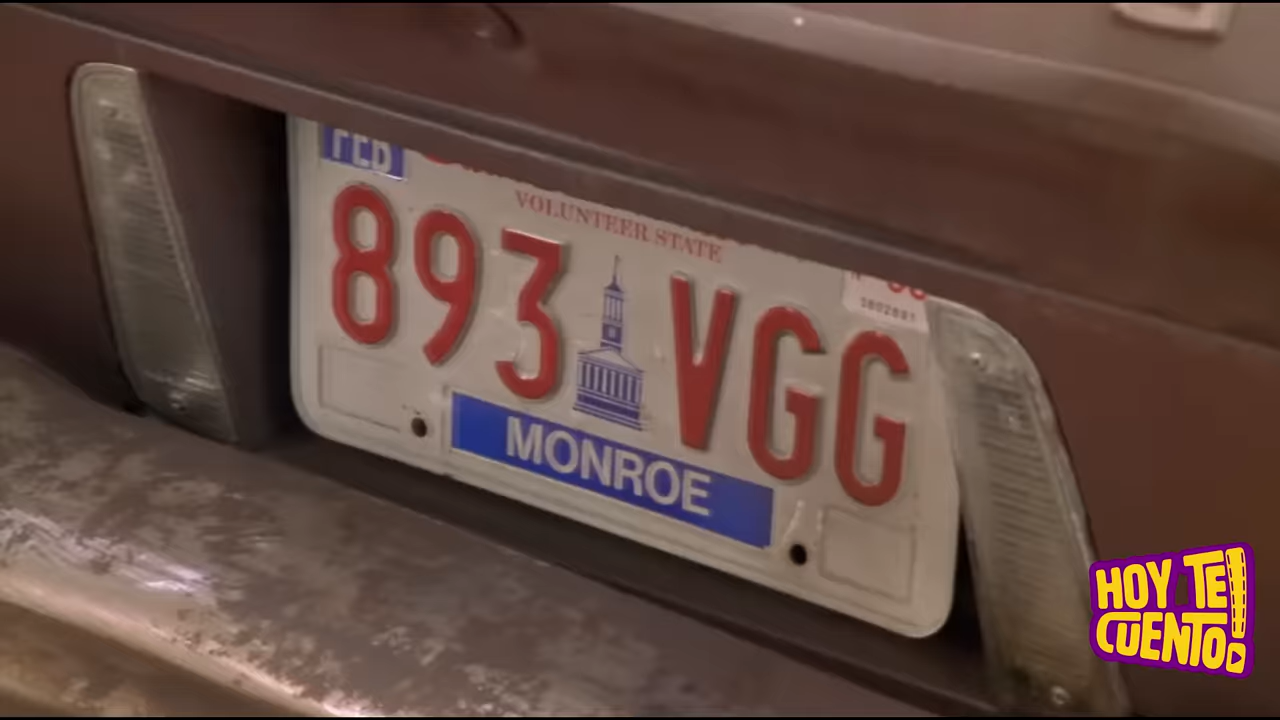 FEB
VOLUNTEER STATE
893 VGG
MONROE
HOY TE
CUENTO!